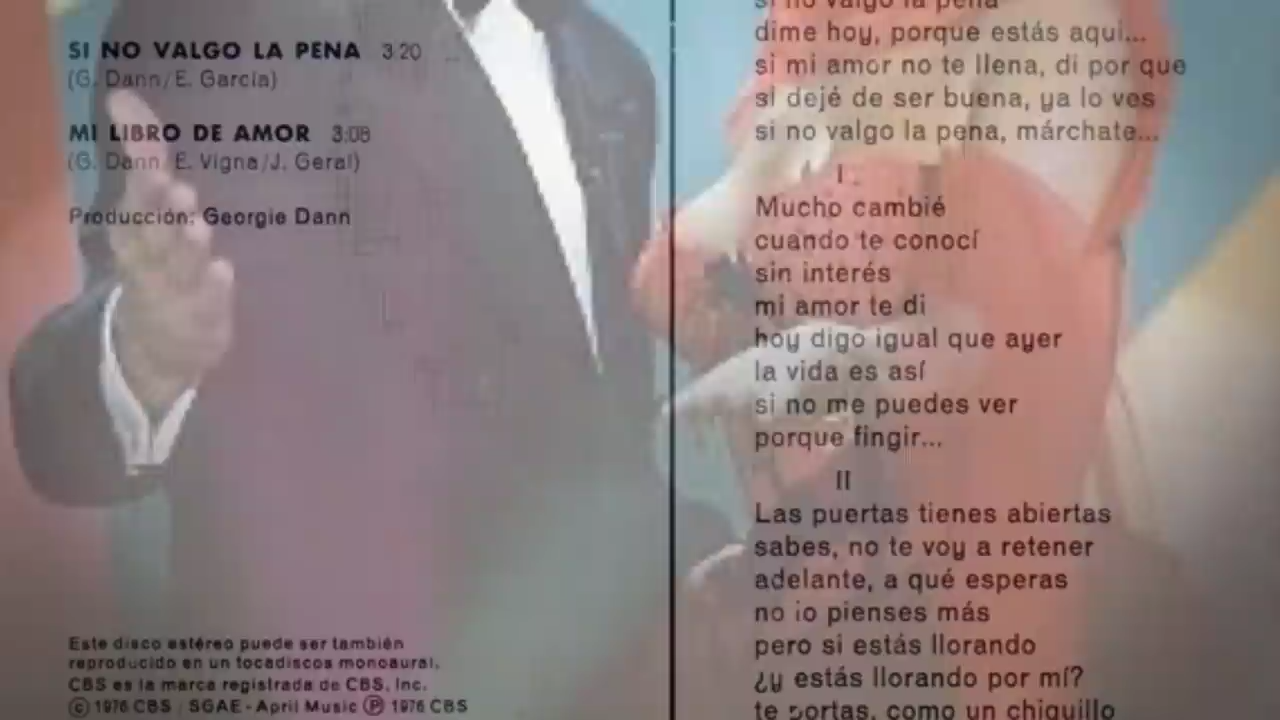 SI NO VALGO LA PENA 3:20
(G. Dann/E. García)
MI LIBRO DE AMOR 3:08
(G. Dann/E. Vigna/J. Geral)
Producción: Georgie Dann
Este disco estéreo puede ser también
reproducido en un tocadiscos monoaural.
CBS es la marca registrada de CBS, Inc.
© 1976 CBS / SGAE - April Music Ⓟ 1976 CBS
si no valgo la pena
dime hoy, porque estás aquí...
si mi amor no te llena, di por que
si dejé de ser buena, ya lo ves
si no valgo la pena, márchate...
I
Mucho cambié
cuando te conocí
sin interés
mi amor te di
hoy digo igual que ayer
la vida es así
si no me puedes ver
porque fingir...
II
Las puertas tienes abiertas
sabes, no te voy a retener
adelante, a qué esperas
no lo pienses más
pero si estás llorando
¿y estás llorando por mí?
te portas, como un chiquillo